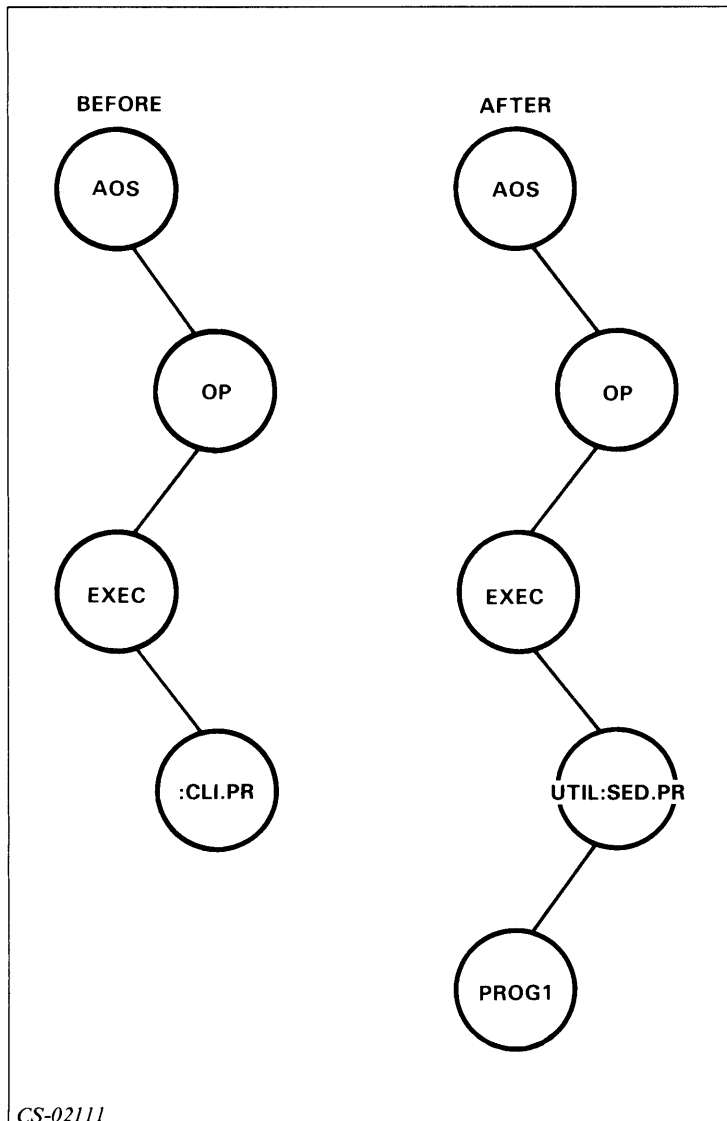 BEFORE
AFTER
AOS
AOS
OP
OP
EXEC
EXEC
:CLI.PR
UTIL:SED.PR
PROG1
CS-02111